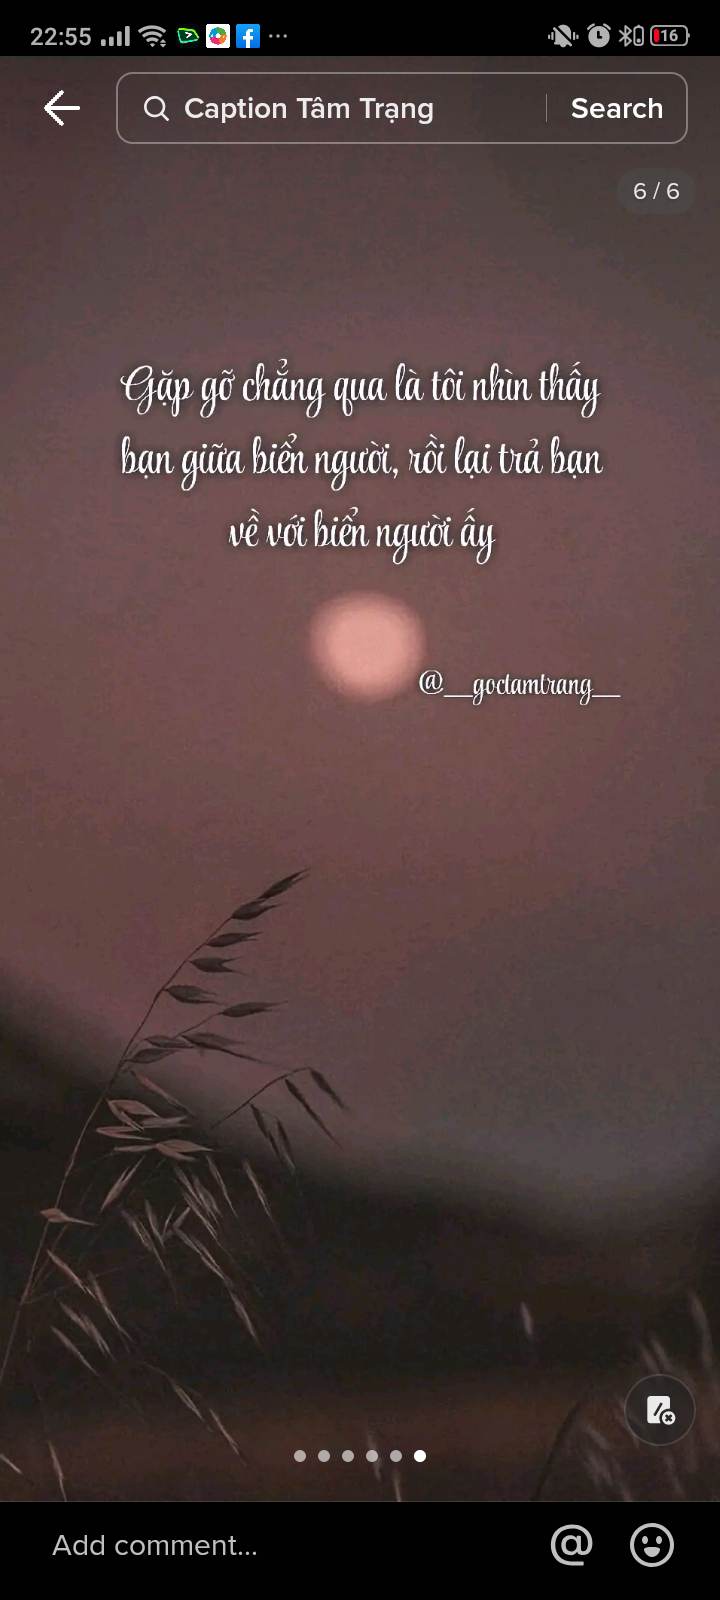 22:55
16
Caption Tâm Trạng
Search
6 / 6
Gặp gỡ chẳng qua là tôi nhìn thấy
bạn giữa biển người, rồi lại trả bạn
về với biển người ấy
@__goctamtrang__
Add comment...